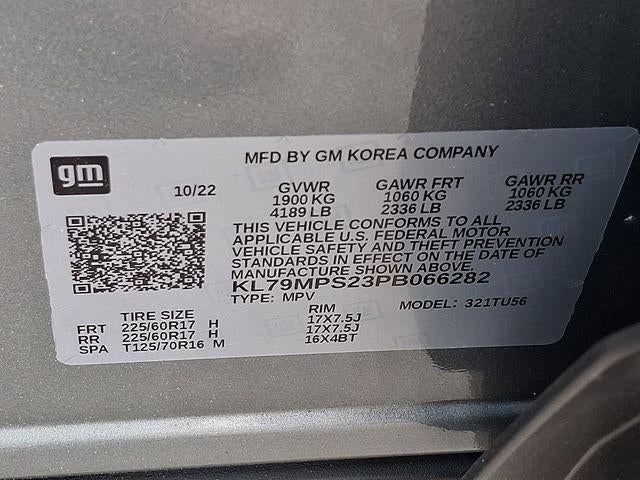 gm
MFD BY GM KOREA COMPANY
10/22 GVWR GAWR FRT GAWR RR
1900 KG 1060 KG 1060 KG
4189 LB 2336 LB 2336 LB
THIS VEHICLE CONFORMS TO ALL
APPLICABLE U.S. FEDERAL MOTOR
VEHICLE SAFETY AND THEFT PREVENTION
STANDARDS IN EFFECT ON THE DATE OF
MANUFACTURE SHOWN ABOVE.
KL79MPS23PB066282
TYPE: MPV MODEL: 321TU56
TIRE SIZE RIM
FRT 225/60R17 H 17X7.5J
RR 225/60R17 H 17X7.5J
SPA T125/70R16 M 16X4BT